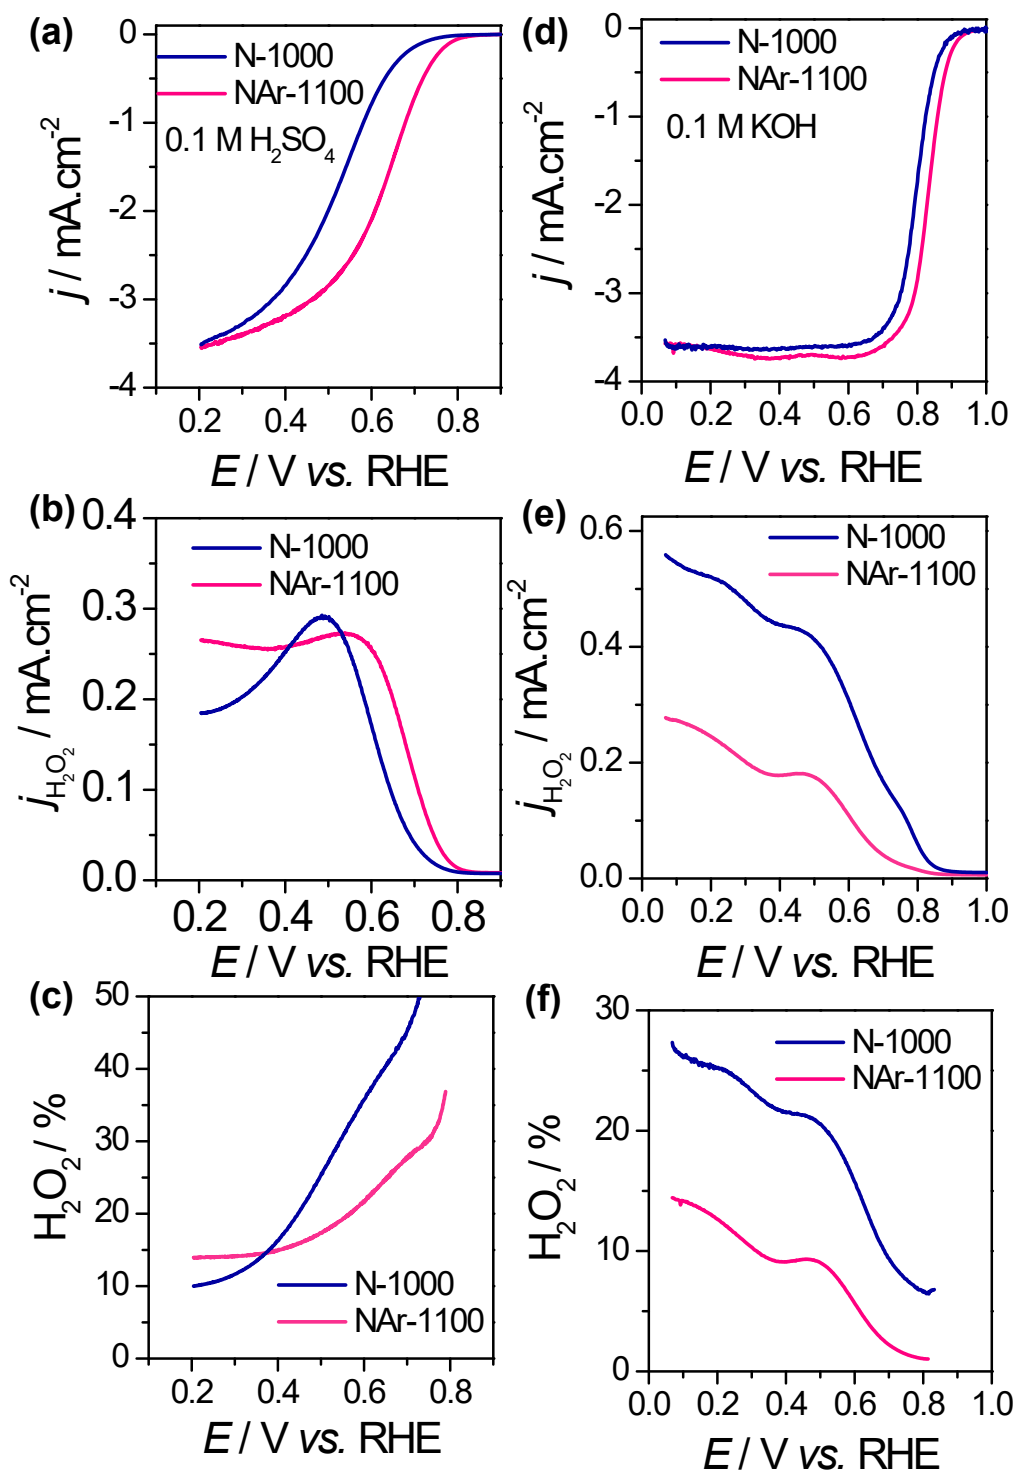 (a)
0
-1
-2
-3
-4
j / mA.cm⁻²
N-1000
NAr-1100
0.1 M H₂SO₄
0.2 0.4 0.6 0.8
E / V vs. RHE
(d)
0
-1
-2
-3
-4
j / mA.cm⁻²
N-1000
NAr-1100
0.1 M KOH
0.0 0.2 0.4 0.6 0.8 1.0
E / V vs. RHE
(b)
0.4
0.3
0.2
0.1
0.0
j H₂O₂ / mA.cm⁻²
N-1000
NAr-1100
0.2 0.4 0.6 0.8
E / V vs. RHE
(e)
0.6
0.4
0.2
0.0
j H₂O₂ / mA.cm⁻²
N-1000
NAr-1100
0.0 0.2 0.4 0.6 0.8 1.0
E / V vs. RHE
(c)
50
40
30
20
10
0
H₂O₂ / %
N-1000
NAr-1100
0.2 0.4 0.6 0.8
E / V vs. RHE
(f)
30
20
10
0
H₂O₂ / %
N-1000
NAr-1100
0.0 0.2 0.4 0.6 0.8 1.0
E / V vs. RHE